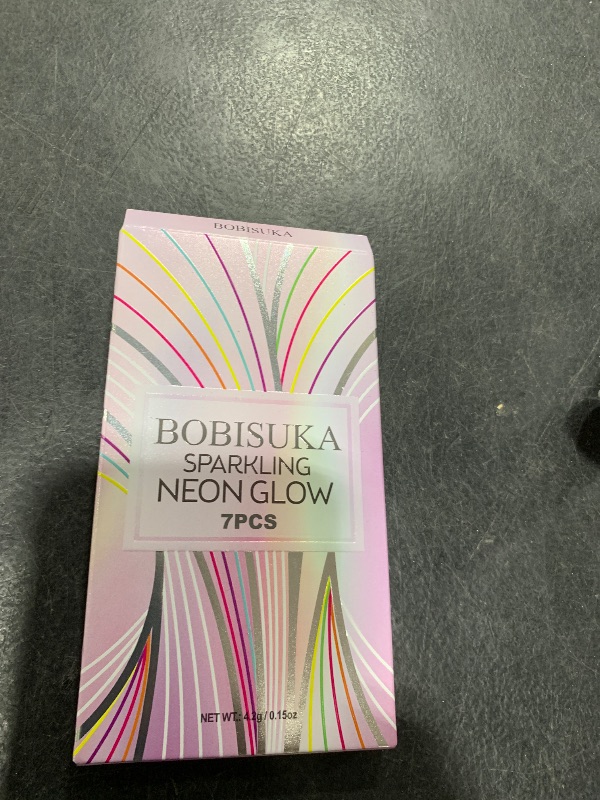 BOBISUKA
BOBISUKA
SPARKLING
NEON GLOW
7PCS
NET WT.: 4.2g / 0.15oz